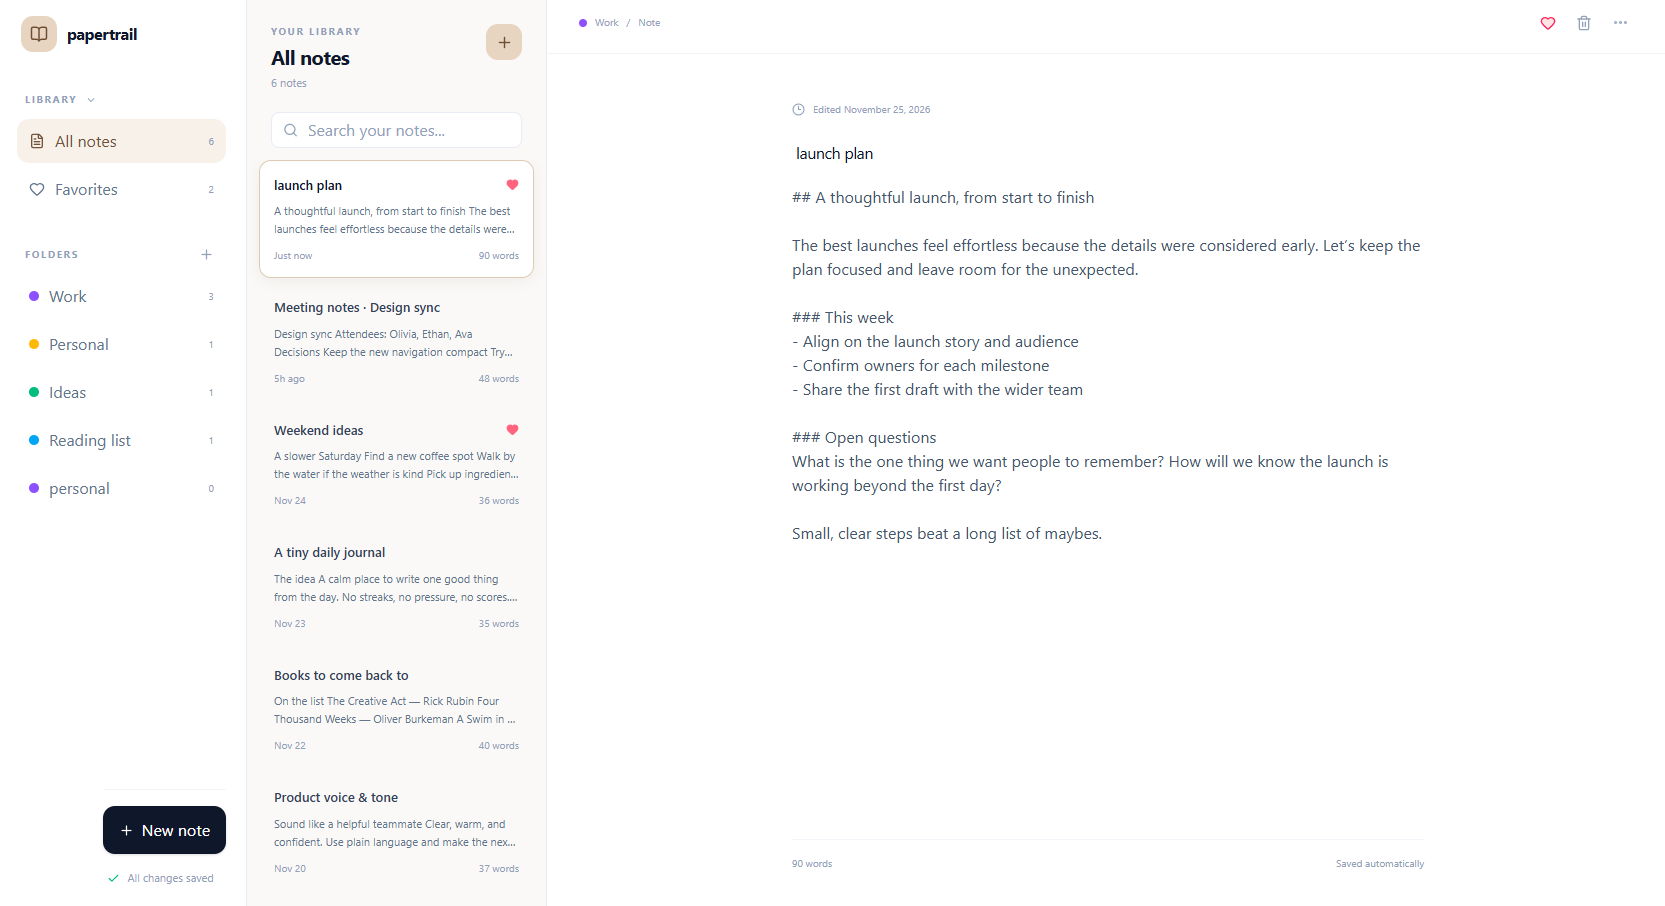 papertrail
LIBRARY
All notes 6
Favorites 2
FOLDERS
Work 3
Personal 1
Ideas 1
Reading list 1
personal 0
New note
All changes saved
YOUR LIBRARY
All notes
6 notes
Search your notes...
launch plan
A thoughtful launch, from start to finish The best
launches feel effortless because the details were...
Just now 90 words
Meeting notes · Design sync
Design sync Attendees: Olivia, Ethan, Ava
Decisions Keep the new navigation compact Try...
5h ago 48 words
Weekend ideas
A slower Saturday Find a new coffee spot Walk by
the water if the weather is kind Pick up ingredien...
Nov 24 36 words
A tiny daily journal
The idea A calm place to write one good thing
from the day. No streaks, no pressure, no scores....
Nov 23 35 words
Books to come back to
On the list The Creative Act — Rick Rubin Four
Thousand Weeks — Oliver Burkeman A Swim in ...
Nov 22 40 words
Product voice & tone
Sound like a helpful teammate Clear, warm, and
confident. Use plain language and make the nex...
Nov 20 37 words
Work / Note
Edited November 25, 2026
launch plan
## A thoughtful launch, from start to finish
The best launches feel effortless because the details were considered early. Let's keep the
plan focused and leave room for the unexpected.
### This week
- Align on the launch story and audience
- Confirm owners for each milestone
- Share the first draft with the wider team
### Open questions
What is the one thing we want people to remember? How will we know the launch is
working beyond the first day?
Small, clear steps beat a long list of maybes.
90 words Saved automatically